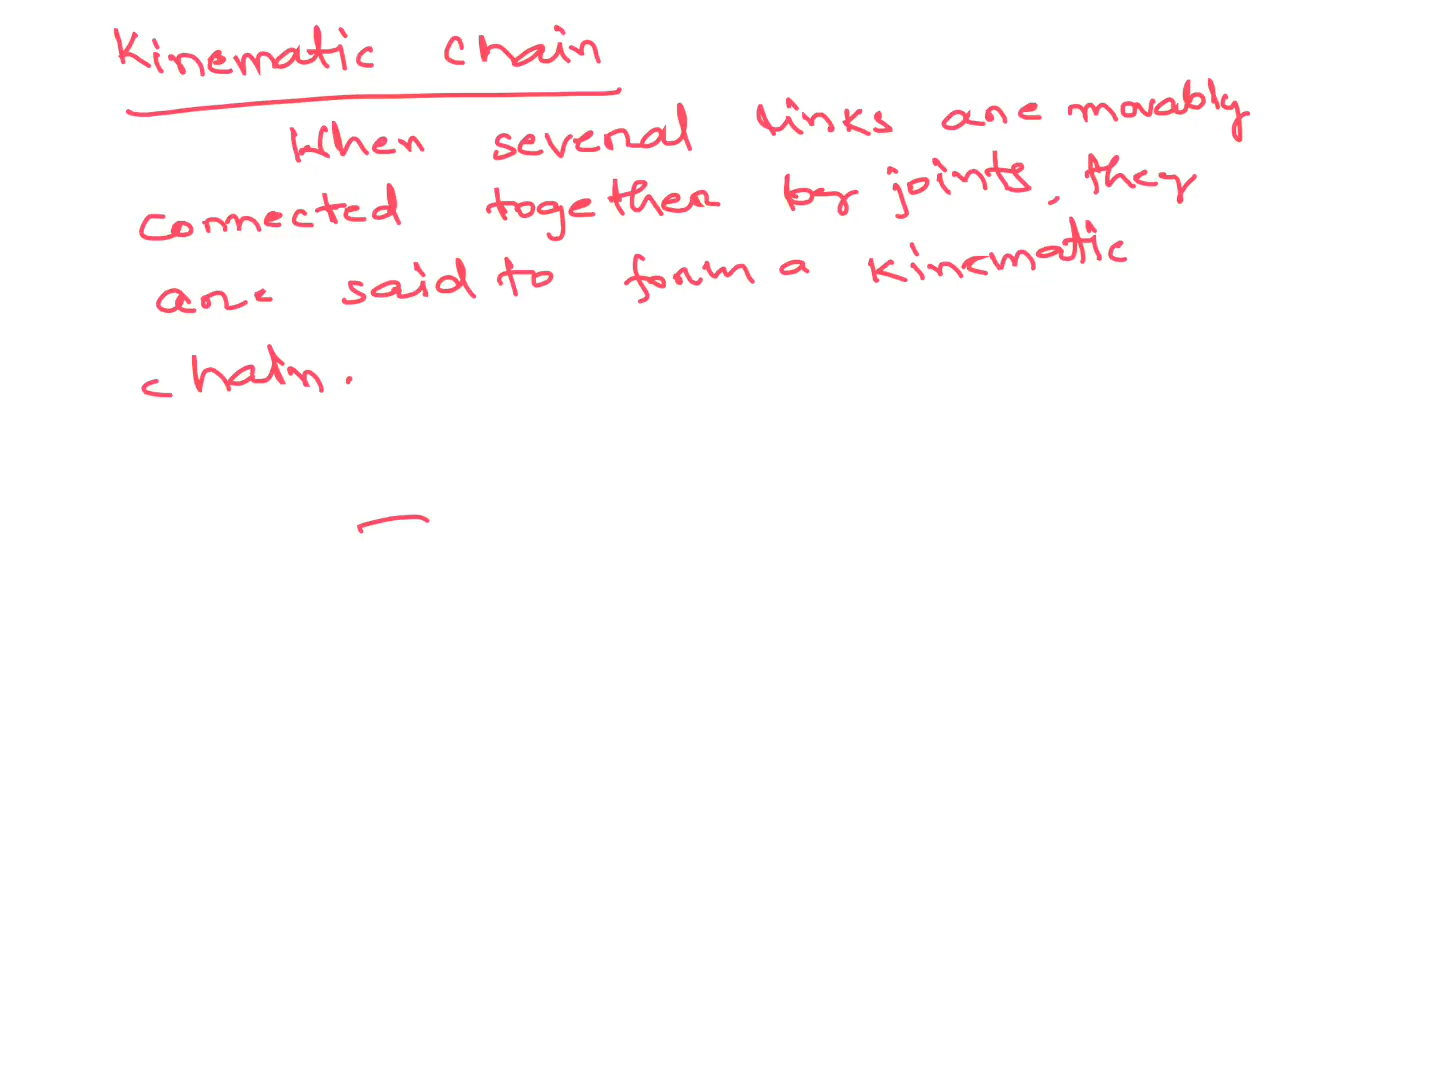 Kinematic chain
When several links are movably
connected together by joints, they
are said to form a kinematic
chain.